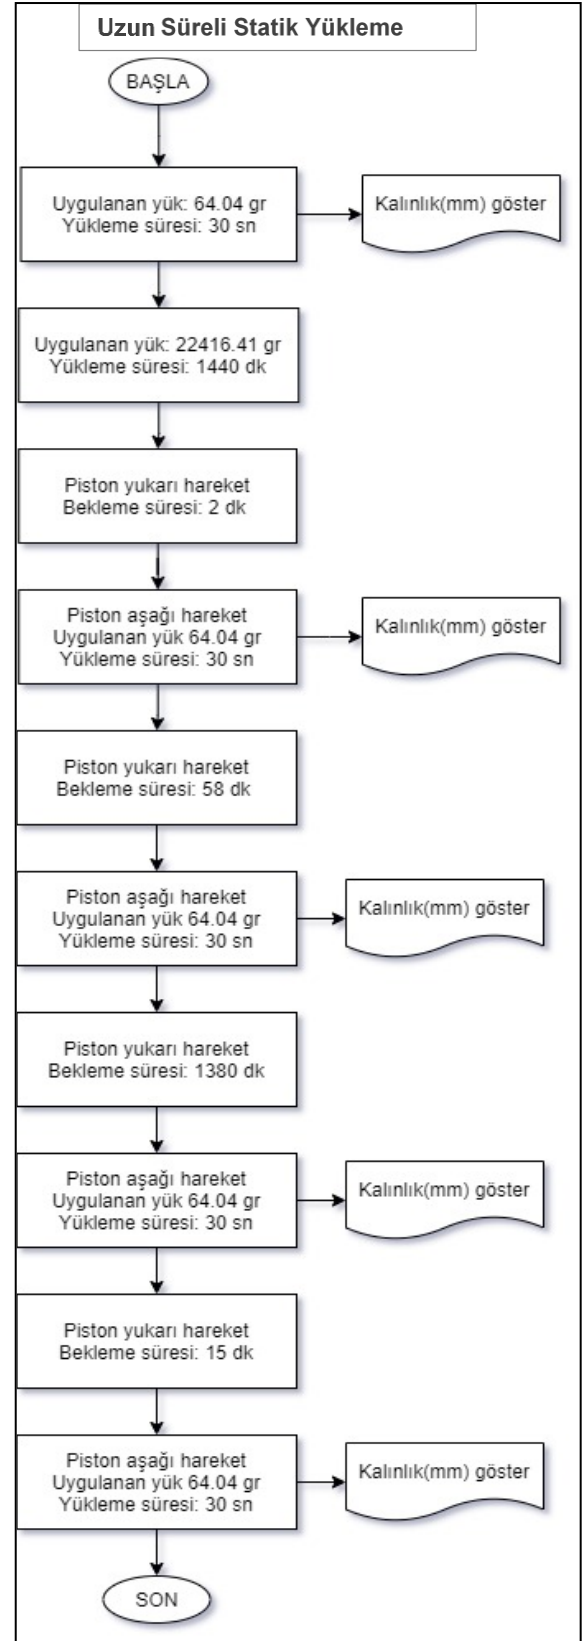 Uzun Süreli Statik Yükleme
BAŞLA
Uygulanan yük: 64.04 gr
Yükleme süresi: 30 sn
Kalınlık(mm) göster
Uygulanan yük: 22416.41 gr
Yükleme süresi: 1440 dk
Piston yukarı hareket
Bekleme süresi: 2 dk
Piston aşağı hareket
Uygulanan yük 64.04 gr
Yükleme süresi: 30 sn
Kalınlık(mm) göster
Piston yukarı hareket
Bekleme süresi: 58 dk
Piston aşağı hareket
Uygulanan yük 64.04 gr
Yükleme süresi: 30 sn
Kalınlık(mm) göster
Piston yukarı hareket
Bekleme süresi: 1380 dk
Piston aşağı hareket
Uygulanan yük 64.04 gr
Yükleme süresi: 30 sn
Kalınlık(mm) göster
Piston yukarı hareket
Bekleme süresi: 15 dk
Piston aşağı hareket
Uygulanan yük 64.04 gr
Yükleme süresi: 30 sn
Kalınlık(mm) göster
SON